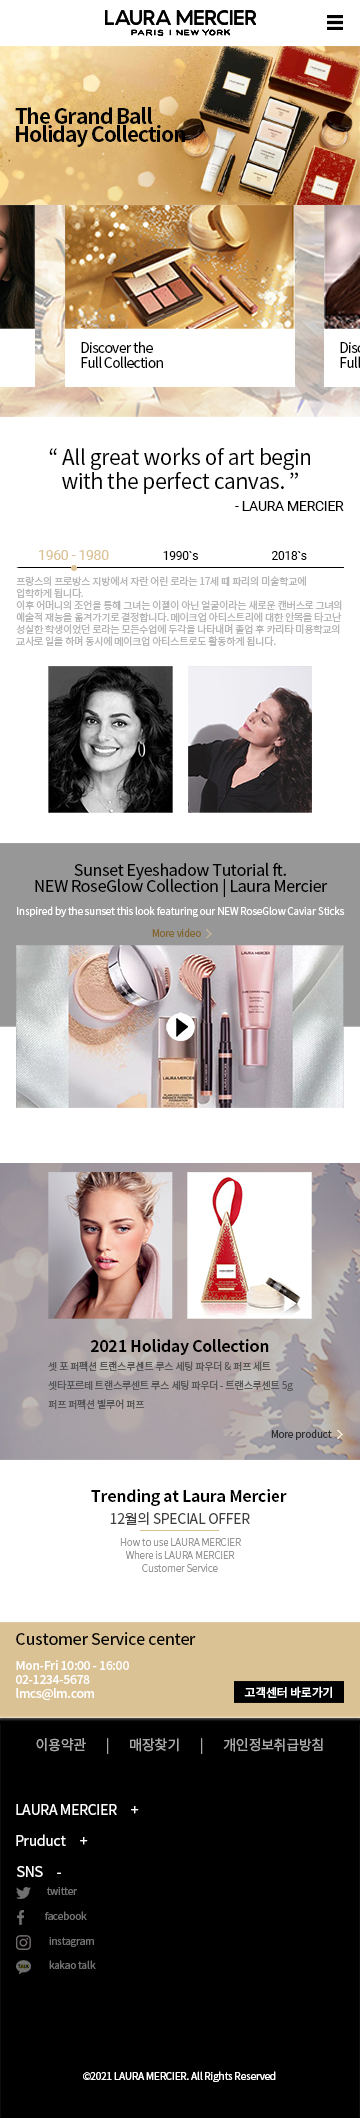 LAURA MERCIER
PARIS | NEW YORK
The Grand Ball
Holiday Collection
Discover the
Full Collection
Disc
Full
“ All great works of art begin
with the perfect canvas. ”
- LAURA MERCIER
1960 - 1980
1990`s
2018`s
프랑스의 프로방스 지방에서 자란 어린 로라는 17세 때 파리의 미술학교에
입학하게 됩니다.
이후 어머니의 조언을 통해 그녀는 이젤이 아닌 얼굴이라는 새로운 캔버스로 그녀의
예술적 재능을 옮겨가기로 결정합니다. 메이크업 아티스트리에 대한 안목을 타고난
성실한 학생이었던 로라는 모든수업에 두각을 나타내며 졸업 후 카리타 미용학교의
교사로 일을 하며 동시에 메이크업 아티스트로도 활동하게 됩니다.
Sunset Eyeshadow Tutorial ft.
NEW RoseGlow Collection | Laura Mercier
Inspired by the sunset this look featuring our NEW RoseGlow Caviar Sticks
More video
LAURA MERCIER
LAURA MERCIER
2021 Holiday Collection
셋 포 퍼펙션 트랜스루센트 루스 세팅 파우더 & 퍼프 세트
셋타포르테 트랜스루센트 루스 세팅 파우더 - 트랜스루센트 5g
퍼프 퍼펙션 벨루어 퍼프
More product
Trending at Laura Mercier
12월의 SPECIAL OFFER
How to use LAURA MERCIER
Where is LAURA MERCIER
Customer Service
Customer Service center
Mon-Fri 10:00 - 16:00
02-1234-5678
lmcs@lm.com
고객센터 바로가기
이용약관 | 매장찾기 | 개인정보취급방침
LAURA MERCIER +
Pruduct +
SNS -
twitter
facebook
instagram
TALK
kakao talk
©2021 LAURA MERCIER. All Rights Reserved